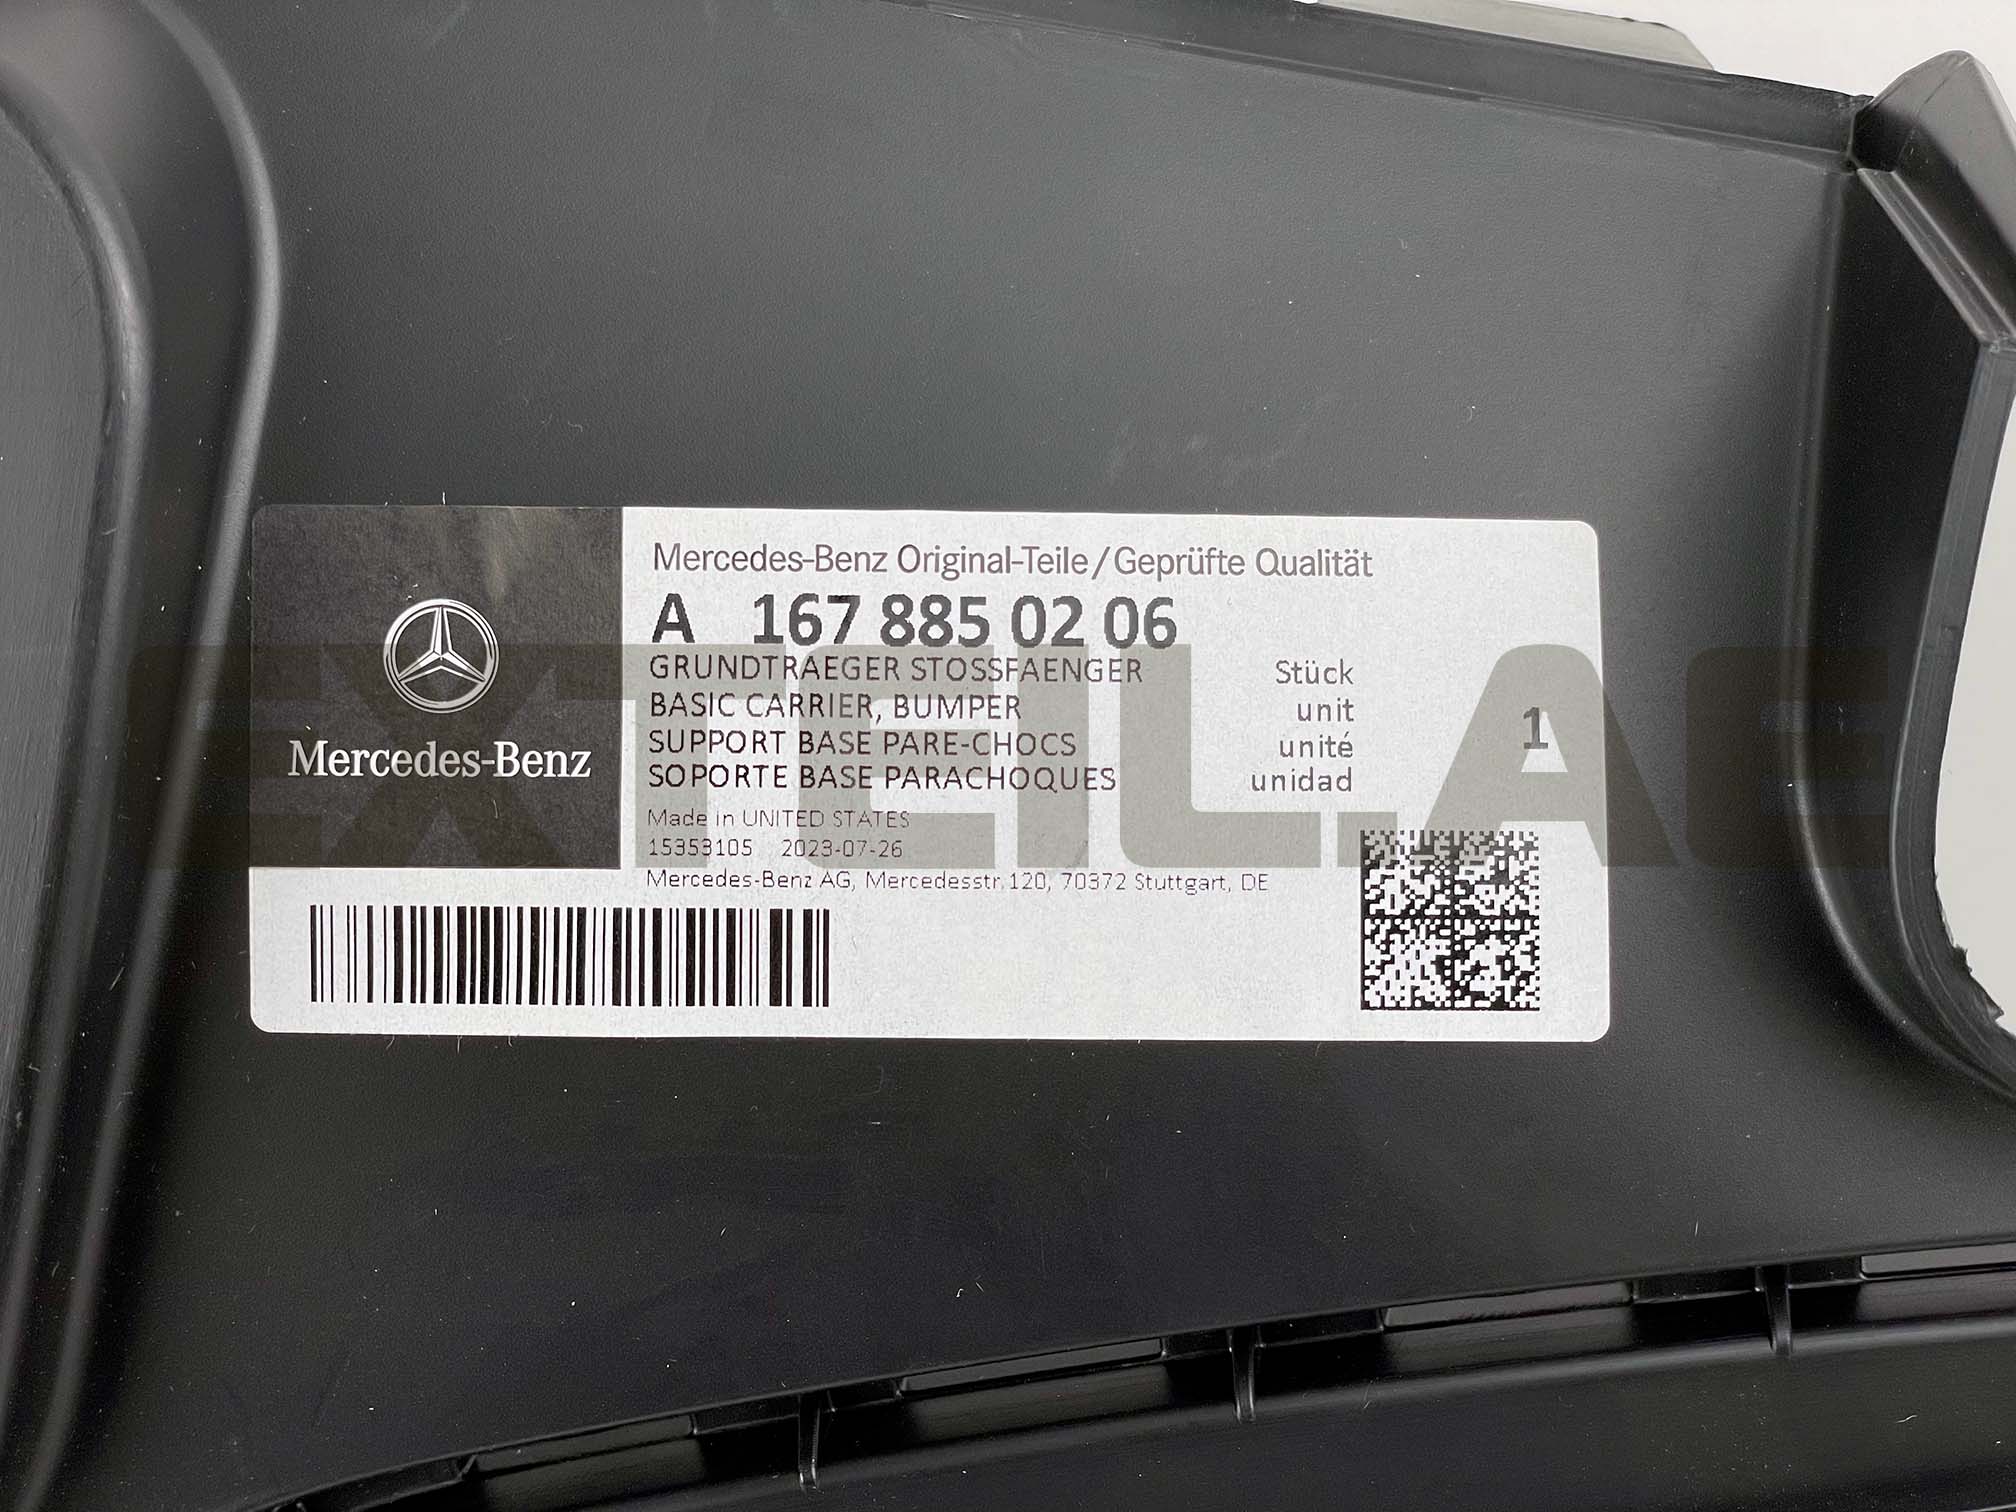 Mercedes-Benz Original-Teile/Geprüfte Qualität
A 167 885 02 06
GRUNDTRAEGER STOSSFAENGER Stück
BASIC CARRIER, BUMPER unit
SUPPORT BASE PARE-CHOCS unité 1
SOPORTE BASE PARACHOQUES unidad
Mercedes-Benz
Made in UNITED STATES
15353105 2023-07-26
Mercedes-Benz AG, Mercedesstr.120, 70372 Stuttgart, DE
EXTEIL.AE